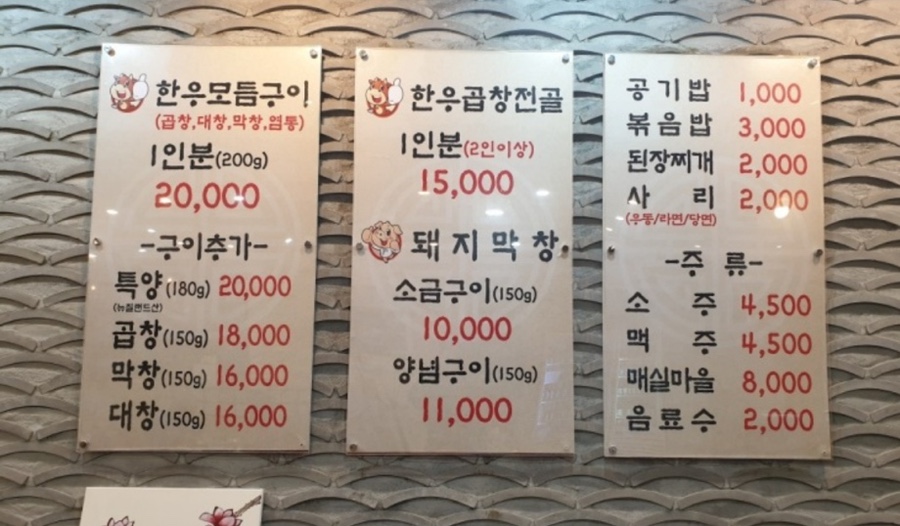 한우모듬구이
(곱창,대창,막창,염통)
1인분(200g)
20,000
-구이추가-
특양(180g) 20,000
(뉴질랜드산)
곱창(150g) 18,000
막창(150g) 16,000
대창(150g) 16,000
한우곱창전골
1인분(2인이상)
15,000
돼지막창
소금구이(150g)
10,000
양념구이(150g)
11,000
공기밥 1,000
볶음밥 3,000
된장찌개 2,000
사리 2,000
(우동/라면/당면)
-주류-
소주 4,500
맥주 4,500
매실마을 8,000
음료수 2,000